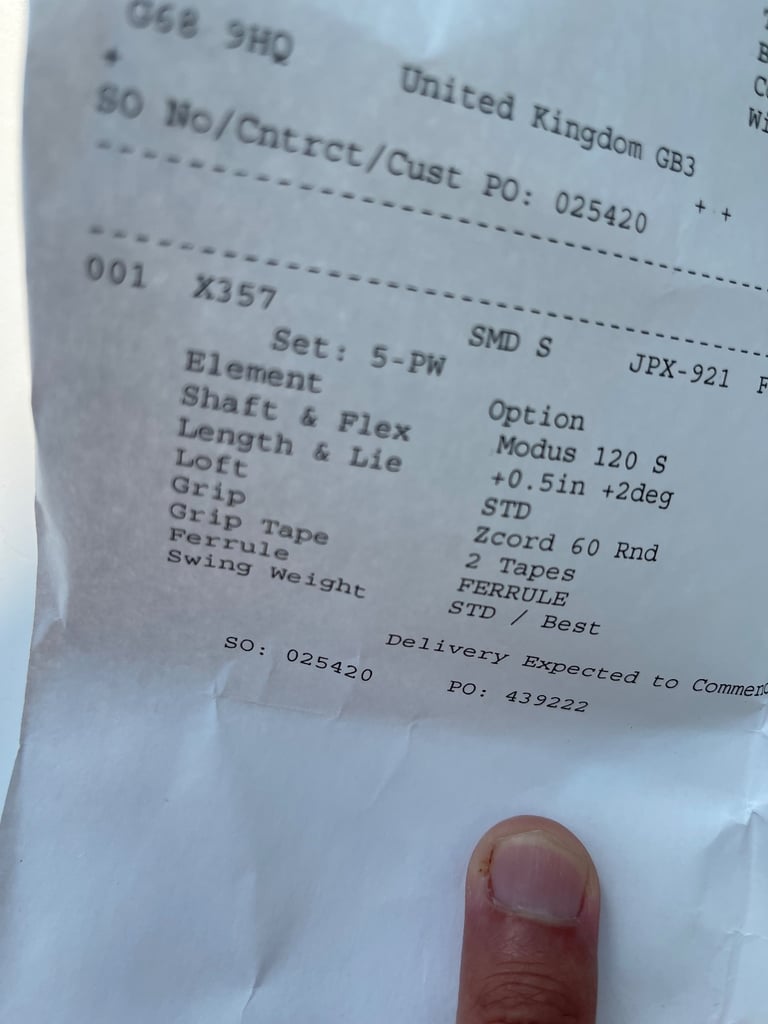 G68 9HQ
+
United Kingdom GB3
SO No/Cntrct/Cust PO: 025420
+ +
001 X357 SMD S JPX-921
Set: 5-PW
Element Option
Shaft & Flex Modus 120 S
Length & Lie +0.5in +2deg
Loft STD
Grip Zcord 60 Rnd
Grip Tape 2 Tapes
Ferrule FERRULE
Swing Weight STD / Best
Delivery Expected to
SO: 025420 PO: 439222